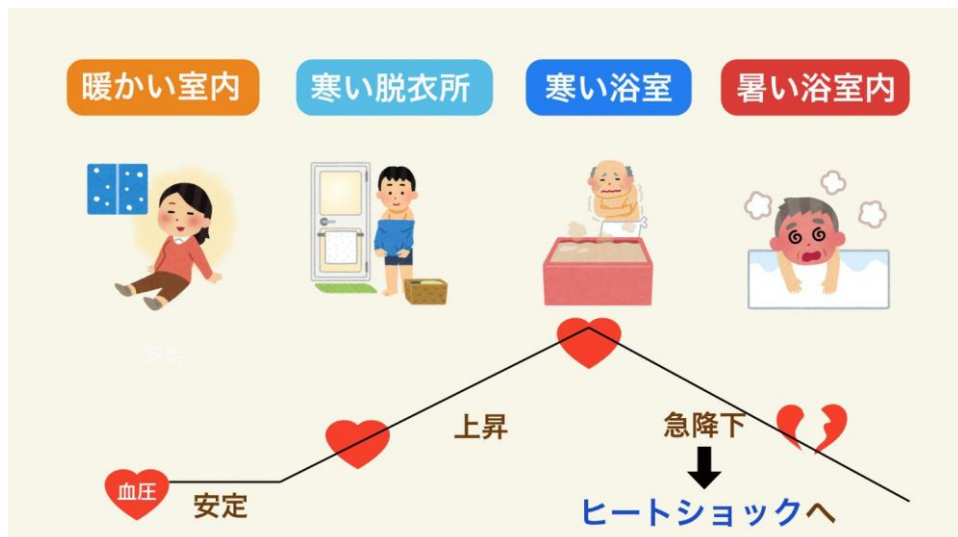 暖かい室内
寒い脱衣所
寒い浴室
暑い浴室内
上昇
急降下
血圧
安定
ヒートショックへ